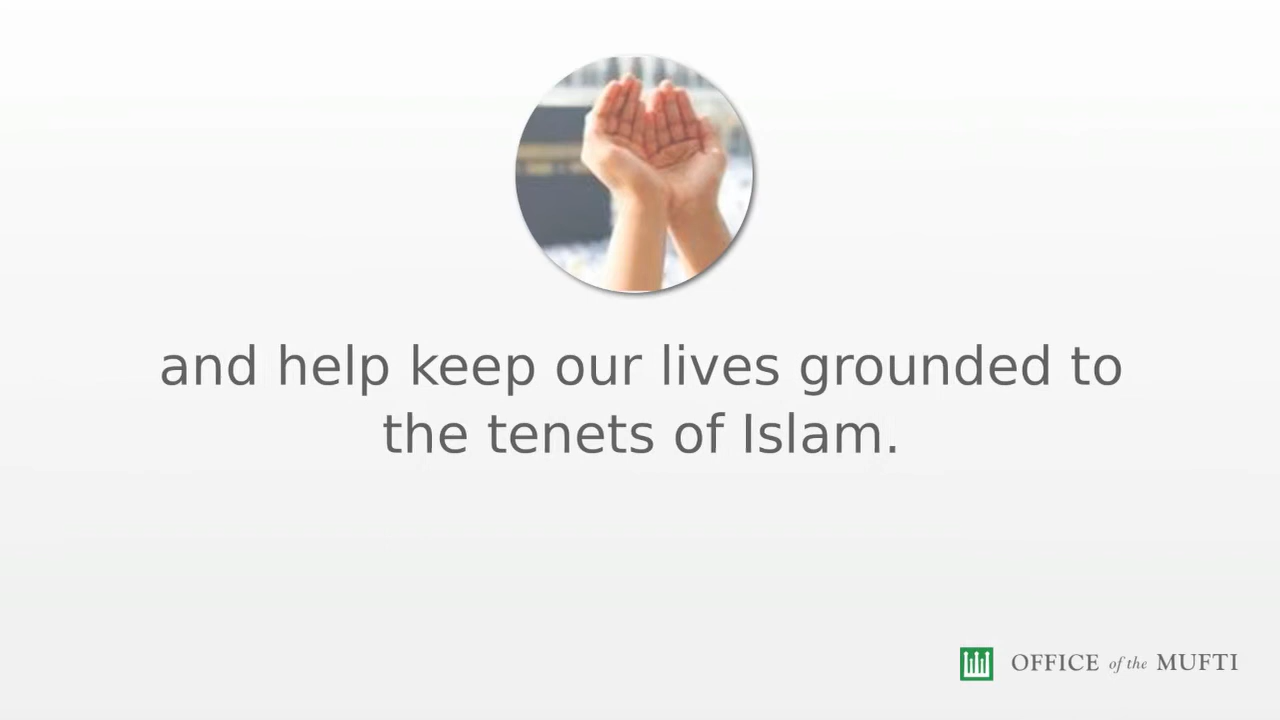 and help keep our lives grounded to
the tenets of Islam.
OFFICE of the MUFTI